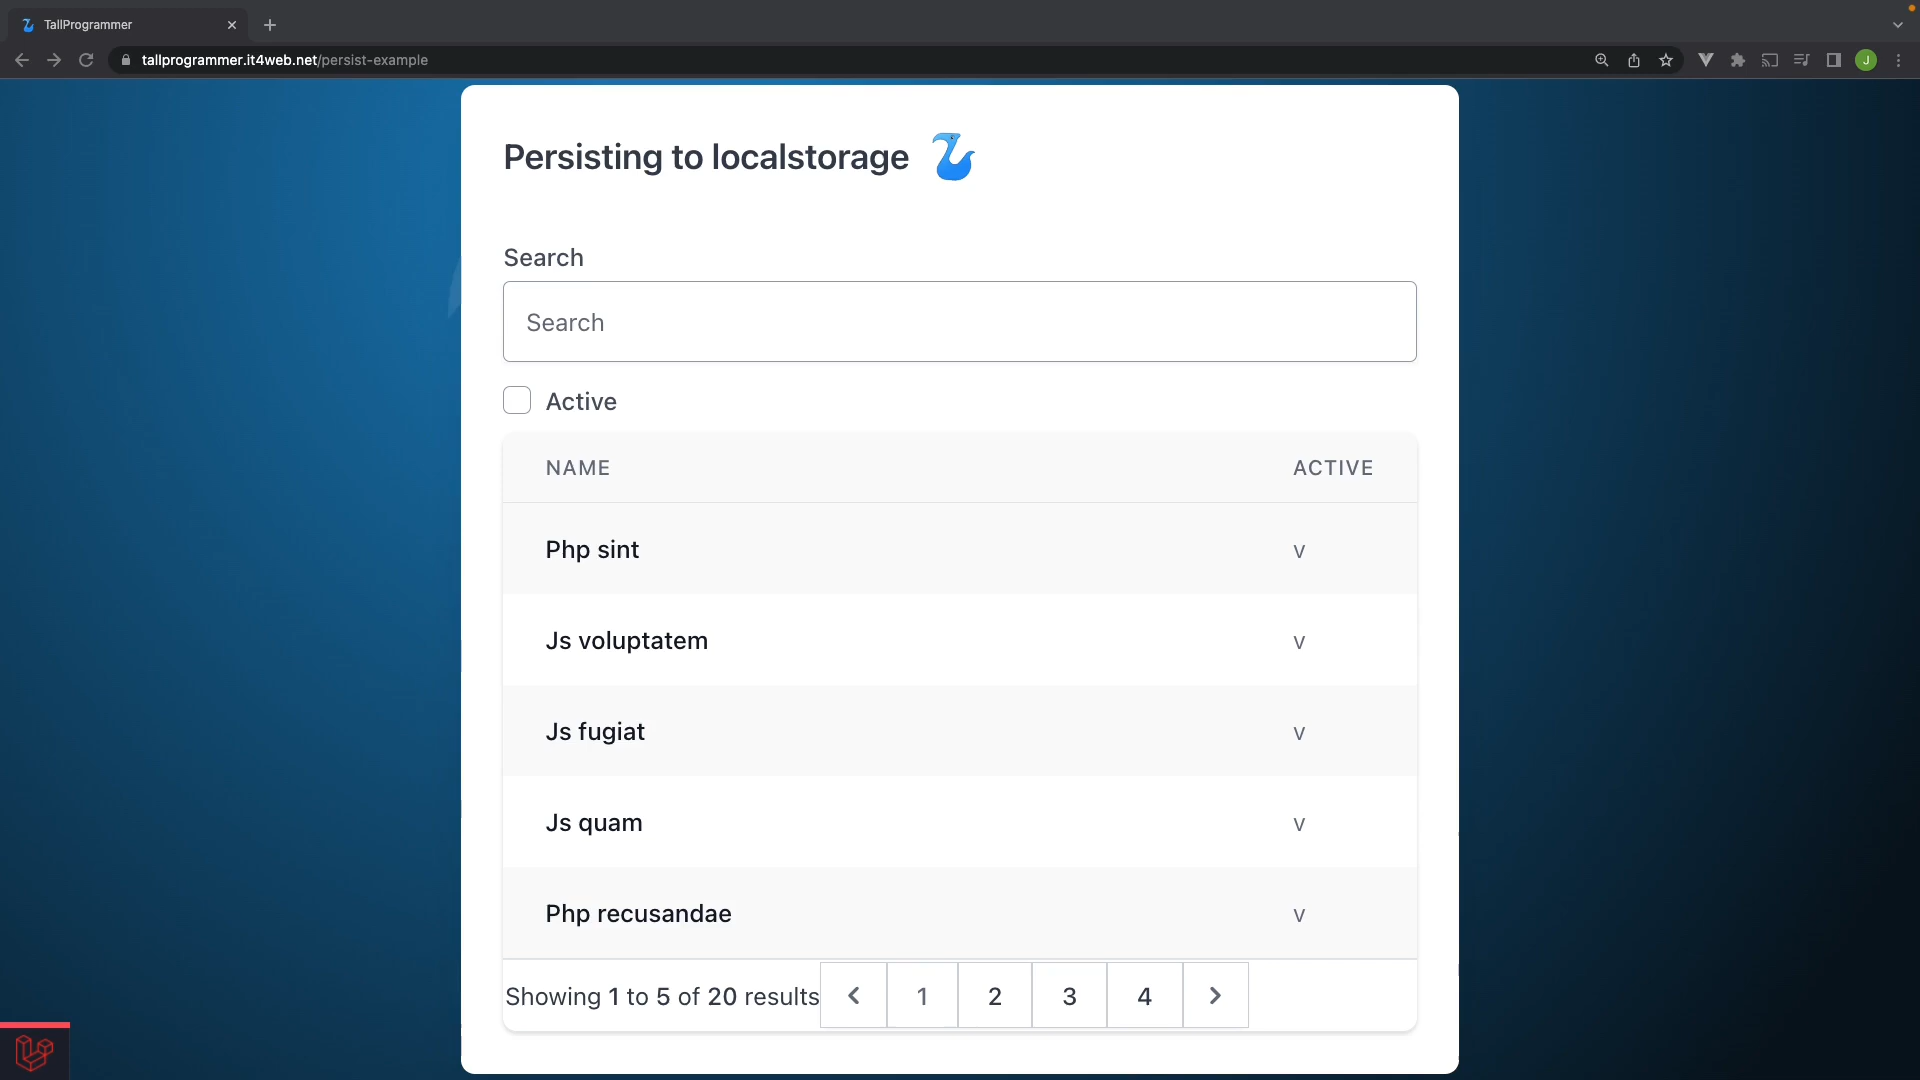 TallProgrammer
tallprogrammer.it4web.net/persist-example
J
Persisting to localstorage
Search
Search
Active
NAME ACTIVE
Php sint v
Js voluptatem v
Js fugiat v
Js quam v
Php recusandae v
Showing 1 to 5 of 20 results 1 2 3 4